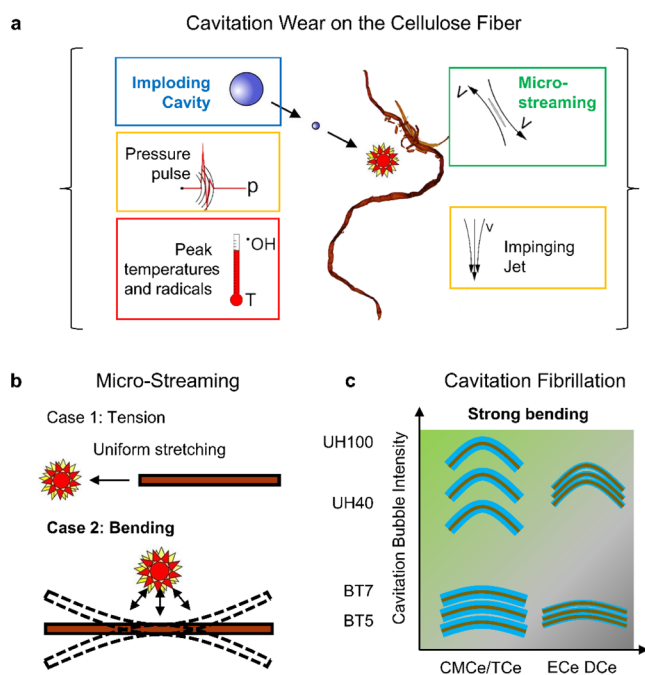 a
Cavitation Wear on the Cellulose Fiber
Imploding
Cavity
Pressure
pulse
p
Peak
temperatures
and radicals
•OH
T
Micro-
streaming
V
V
v
Impinging
Jet
b
Micro-Streaming
Case 1: Tension
Uniform stretching
Case 2: Bending
c
Cavitation Fibrillation
Strong bending
Cavitation Bubble Intensity
UH100
UH40
BT7
BT5
CMCe/TCe
ECe DCe